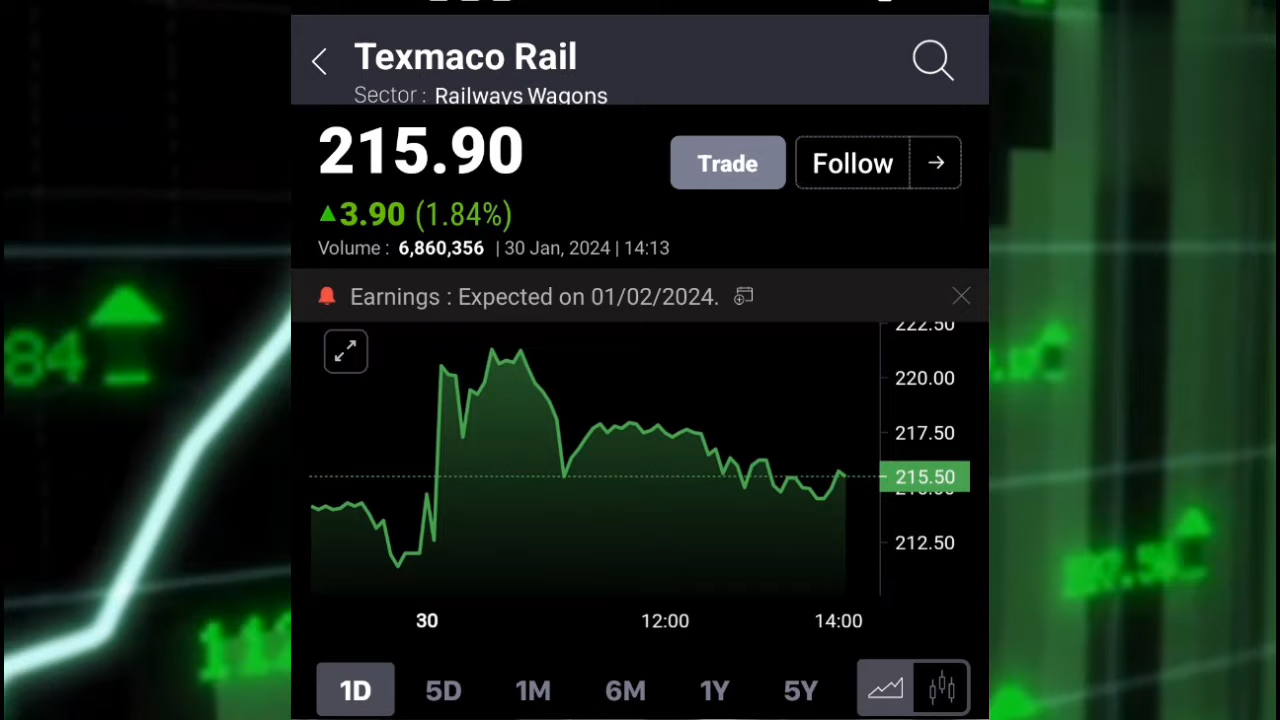 Texmaco Rail
Sector : Railways Wagons
215.90
Trade
Follow →
▲3.90 (1.84%)
Volume : 6,860,356 | 30 Jan, 2024 | 14:13
Earnings : Expected on 01/02/2024.
222.50
220.00
217.50
215.50
212.50
30
12:00
14:00
1D
5D
1M
6M
1Y
5Y
84